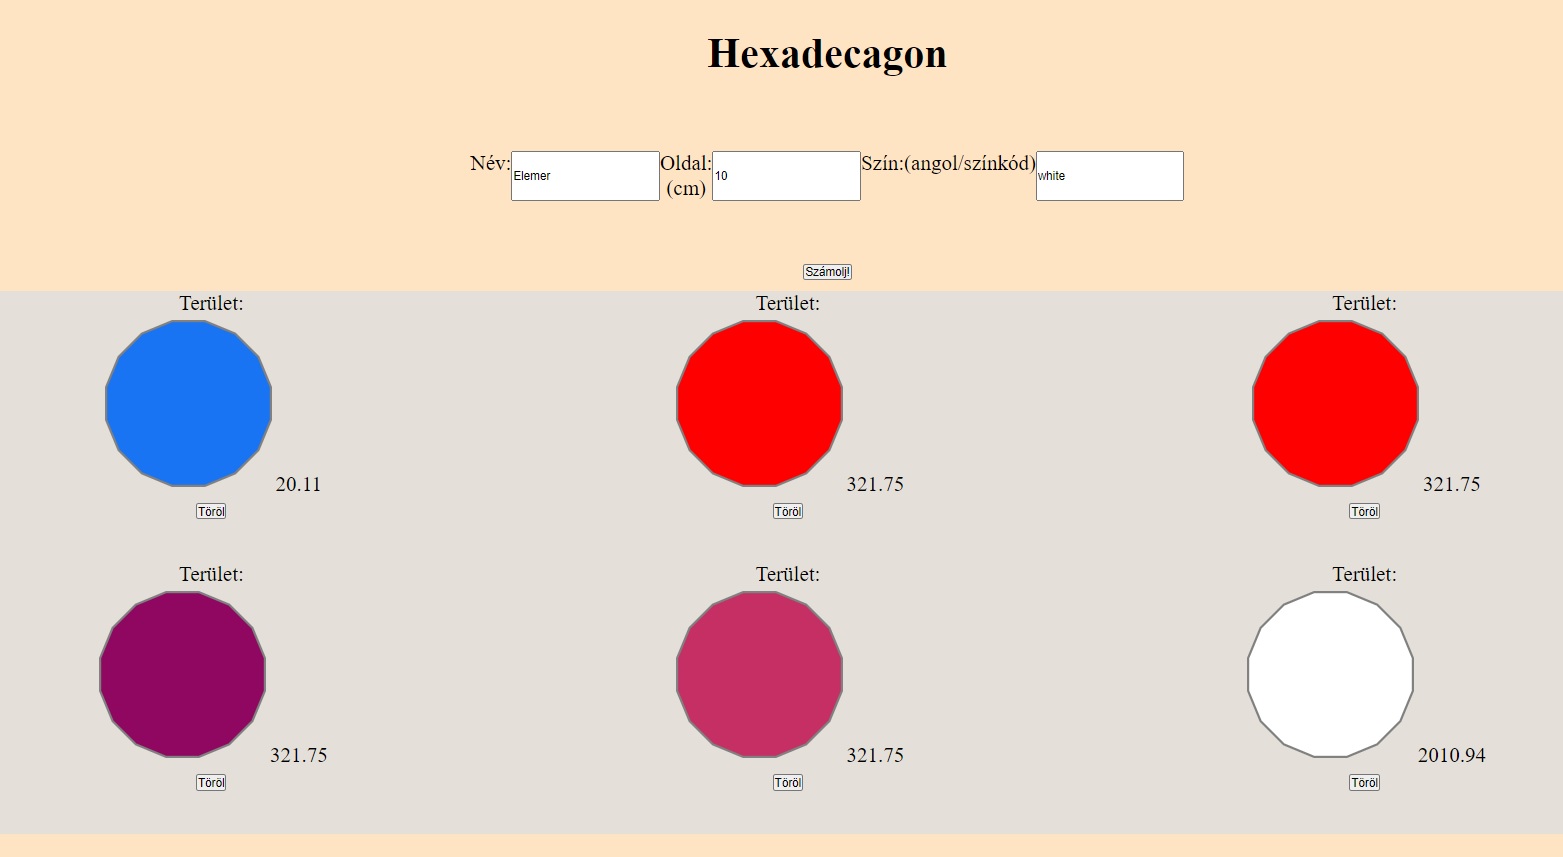 Hexadecagon
Név: Elemer Oldal: 10 Szín:(angol/színkód) white
(cm)
Számolj!
Terület: Terület: Terület:
20.11 321.75 321.75
Töröl Töröl Töröl
Terület: Terület: Terület:
321.75 321.75 2010.94
Töröl Töröl Töröl